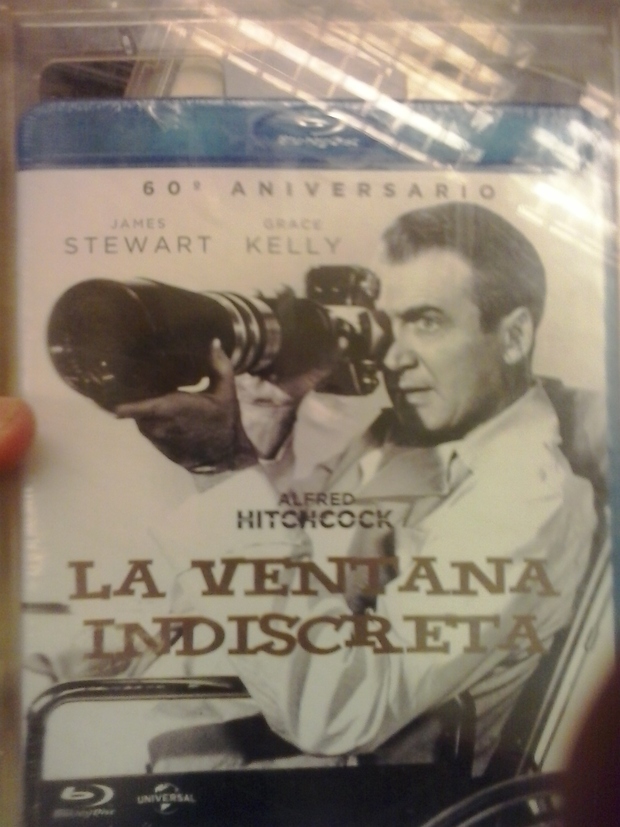 60º ANIVERSARIO
JAMES
STEWART
GRACE
KELLY
ALFRED
HITCHCOCK
LA VENTANA
INDISCRETA
UNIVERSAL